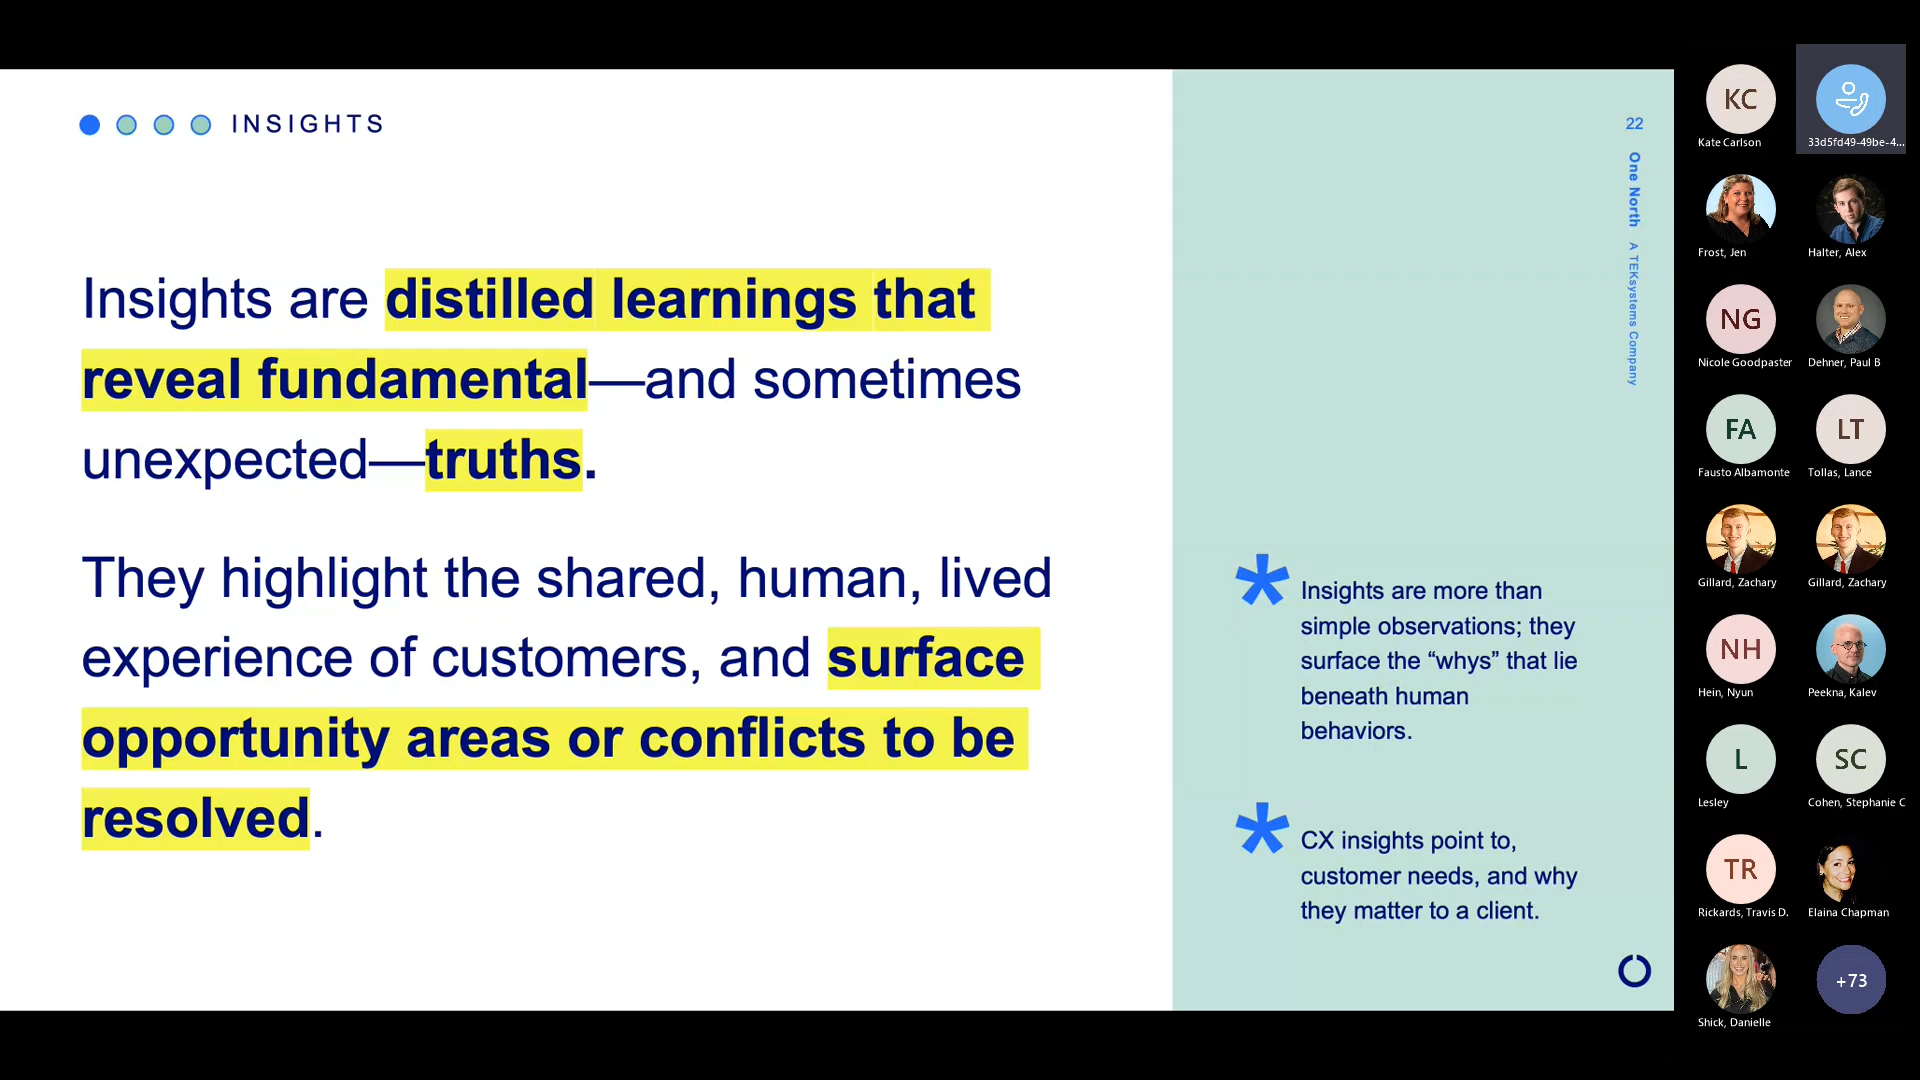 INSIGHTS
Insights are distilled learnings that
reveal fundamental—and sometimes
unexpected—truths.
They highlight the shared, human, lived
experience of customers, and surface
opportunity areas or conflicts to be
resolved.
22
One North A TEKsystems Company
Insights are more than
simple observations; they
surface the “whys” that lie
beneath human
behaviors.
CX insights point to,
customer needs, and why
they matter to a client.
KC
Kate Carlson
33d5fd49-49be-4...
Frost, Jen
Halter, Alex
NG
Nicole Goodpaster
Dehner, Paul B
FA
Fausto Albamonte
LT
Tollas, Lance
Gillard, Zachary
Gillard, Zachary
NH
Hein, Nyun
Peekna, Kalev
L
Lesley
SC
Cohen, Stephanie C
TR
Rickards, Travis D.
Elaina Chapman
Shick, Danielle
+73